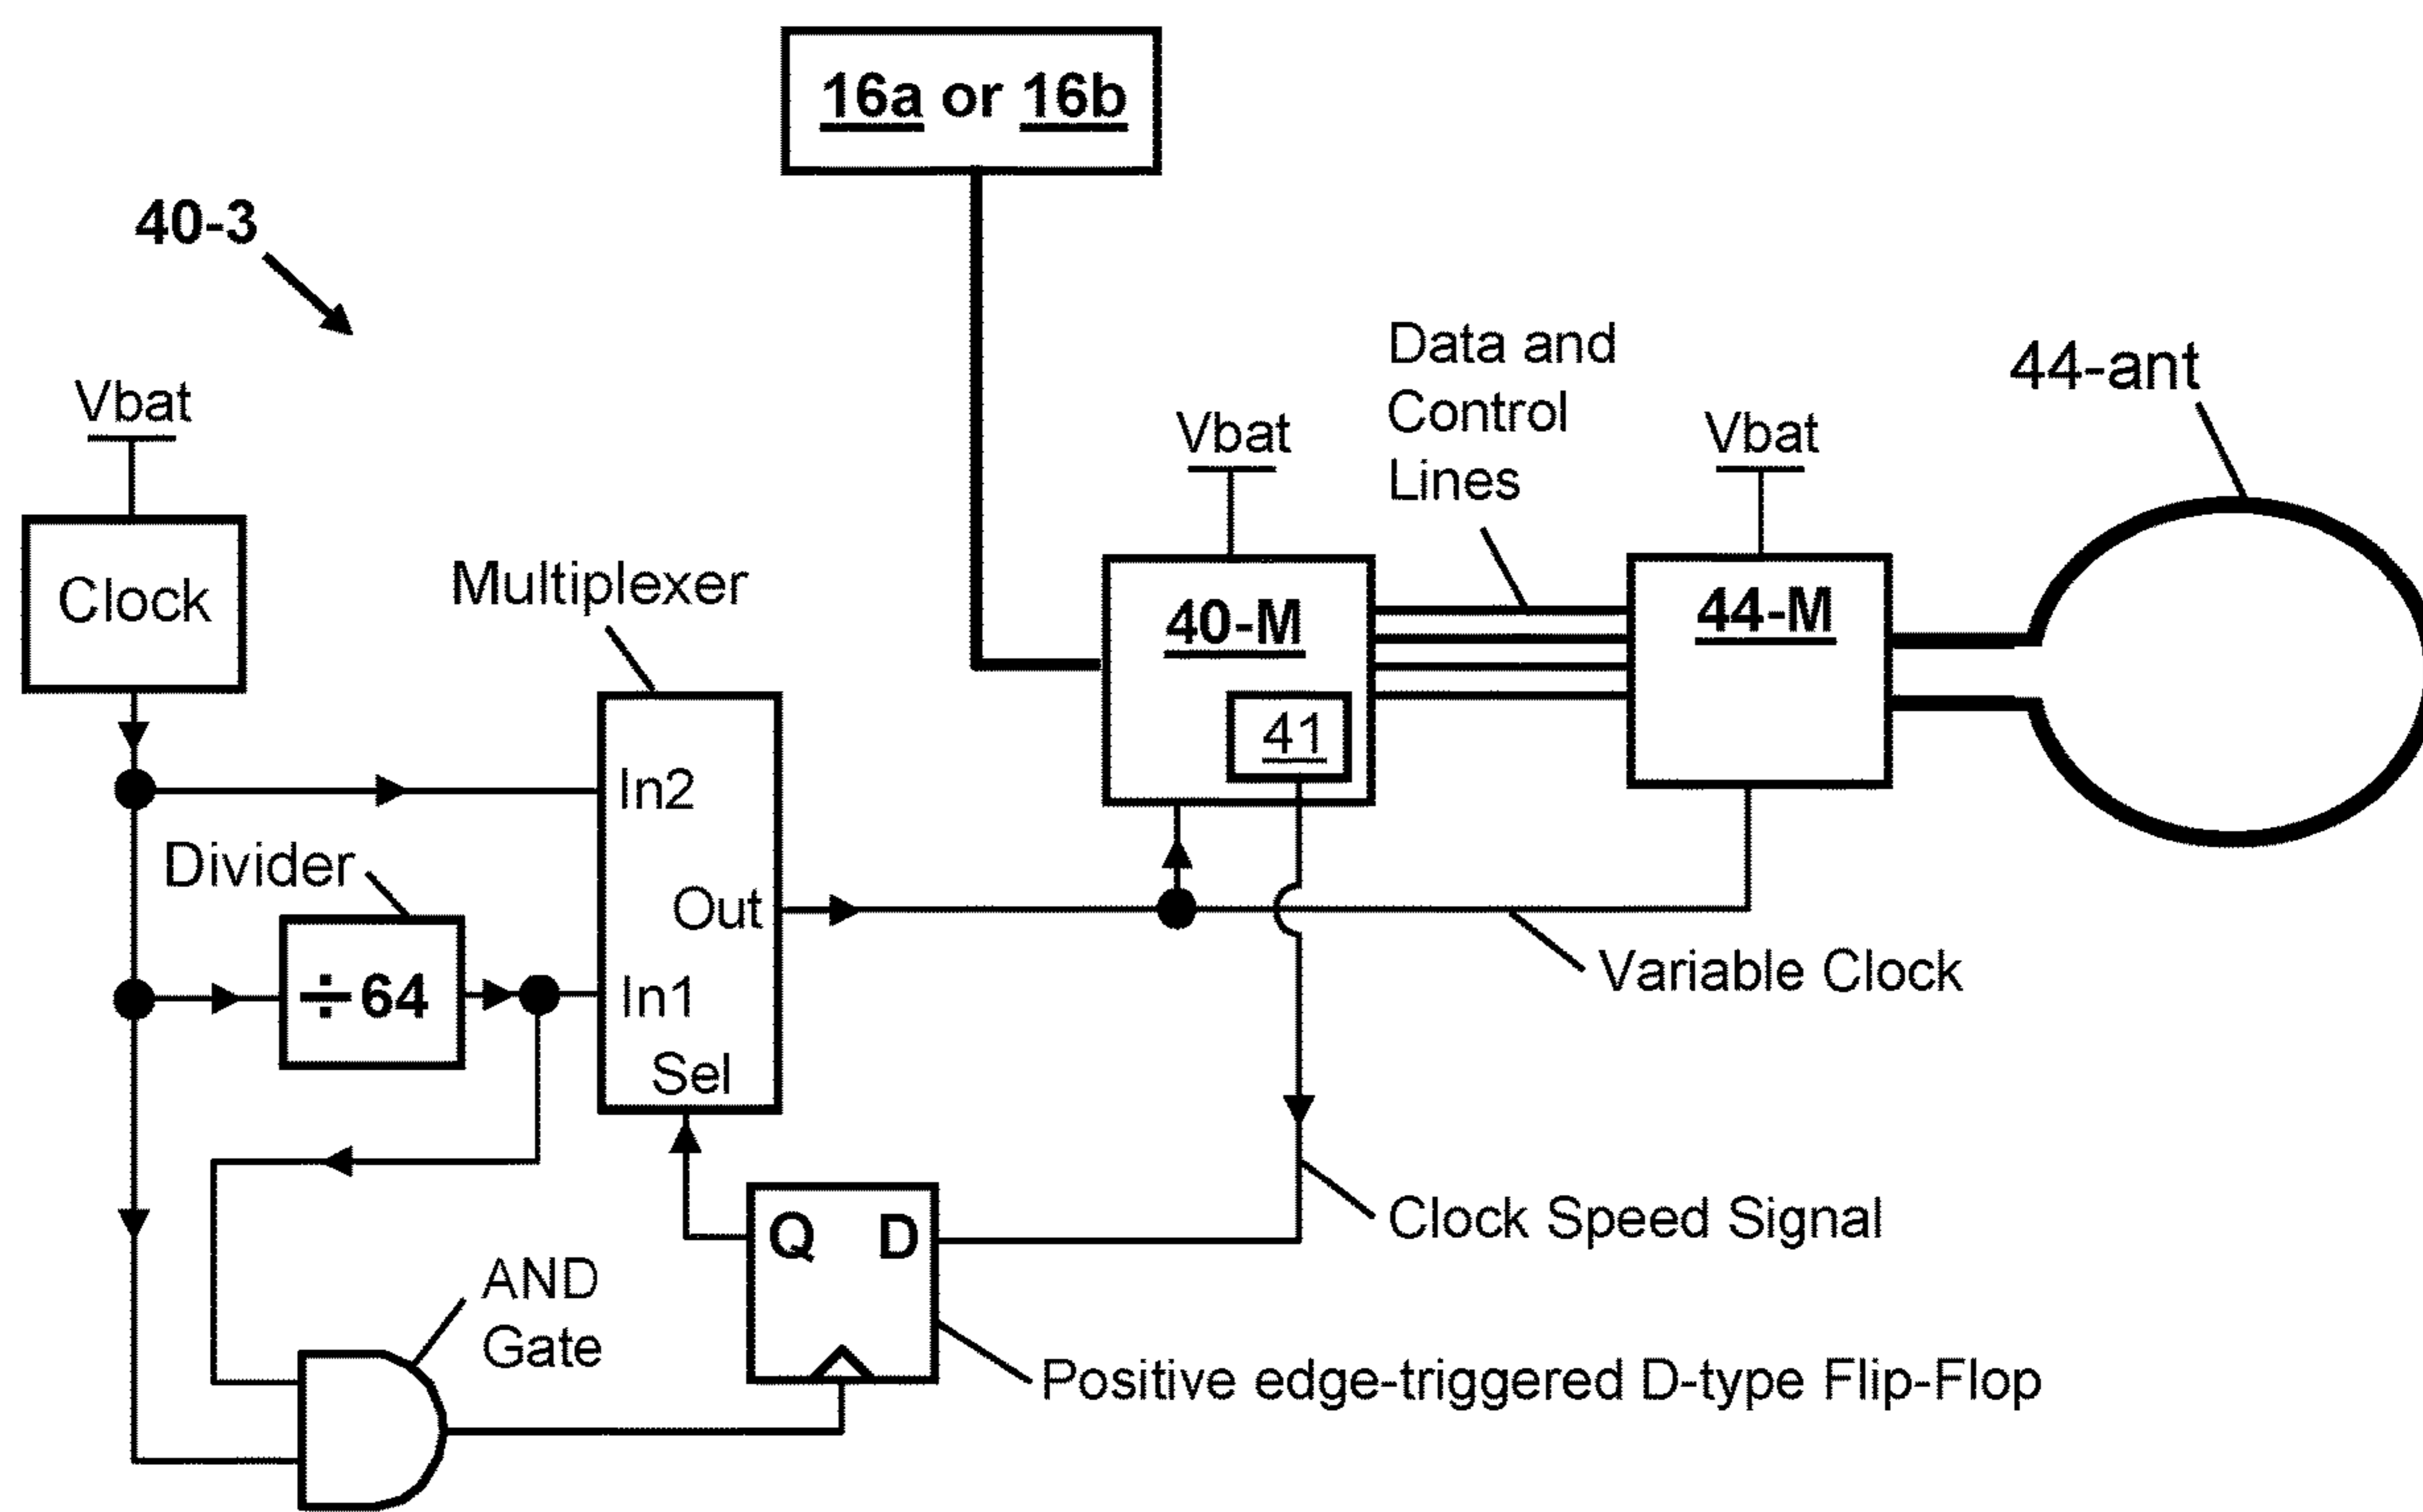 16a or 16b
40-3
Vbat
Clock
Multiplexer
Vbat
Data and
Control
Lines
Vbat
44-ant
40-M
41
44-M
In2
Out
In1
Sel
Divider
÷64
Variable Clock
Clock Speed Signal
Q D
AND
Gate
Positive edge-triggered D-type Flip-Flop